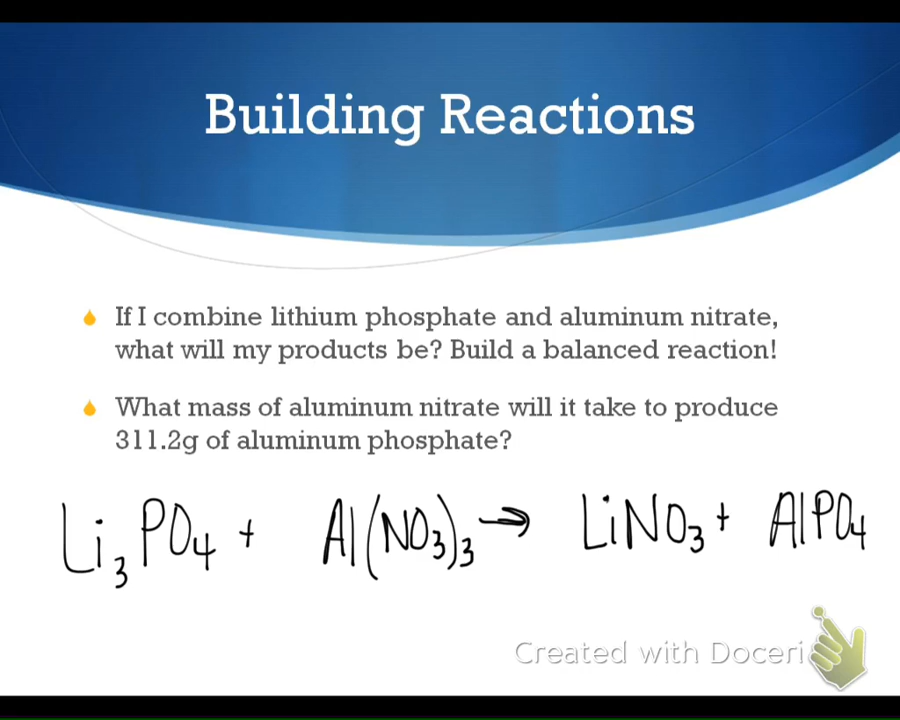 Building Reactions
If I combine lithium phosphate and aluminum nitrate,
what will my products be? Build a balanced reaction!
What mass of aluminum nitrate will it take to produce
311.2g of aluminum phosphate?
Li₃PO₄ + Al(NO₃)₃ → LiNO₃ + AlPO₄
Created with Doceri